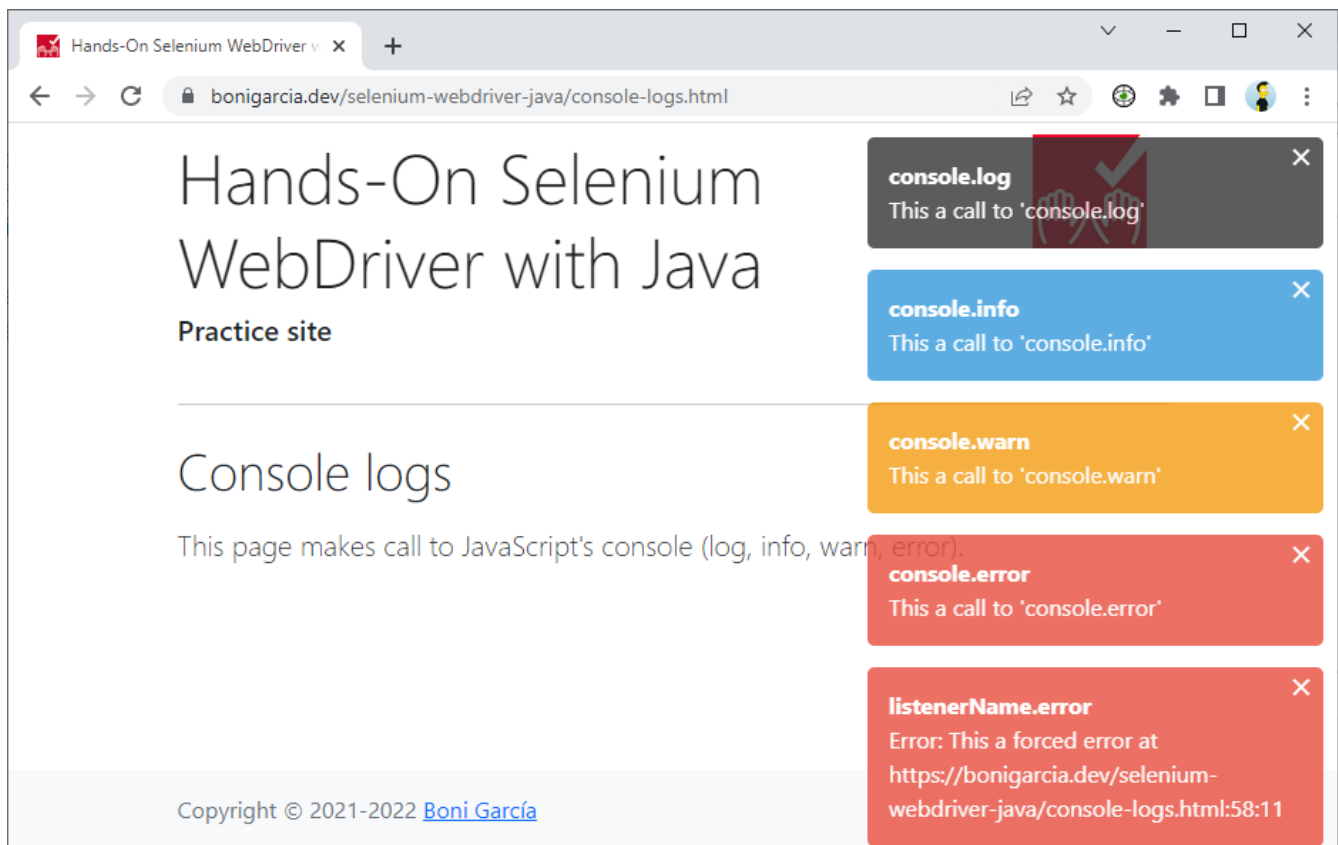 Hands-On Selenium WebDriver w
bonigarcia.dev/selenium-webdriver-java/console-logs.html
Hands-On Selenium
WebDriver with Java
Practice site
Console logs
This page makes call to JavaScript's console (log, info, warn, error).
Copyright © 2021-2022 Boni García
console.log
This a call to 'console.log'
console.info
This a call to 'console.info'
console.warn
This a call to 'console.warn'
console.error
This a call to 'console.error'
listenerName.error
Error: This a forced error at
https://bonigarcia.dev/selenium-
webdriver-java/console-logs.html:58:11